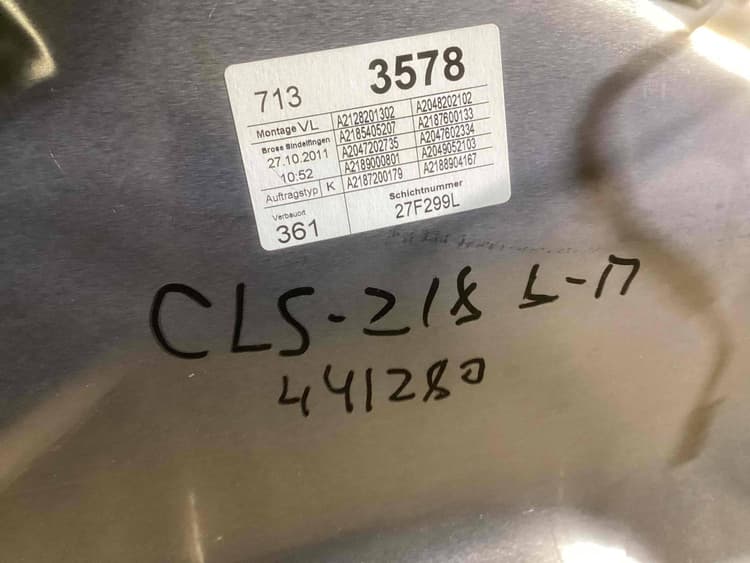 713 3578
Montage VL
Brose Sindelfingen
27.10.2011
10:52
Auftragstyp K
A2128201302 A2048202102
A2185405207 A2187600133
A2047202735 A2047602334
A2189000801 A2049052103
A2187200179 A2188904167
Verbauort
361
Schichtnummer
27F299L
CLS-218 L-П
441280